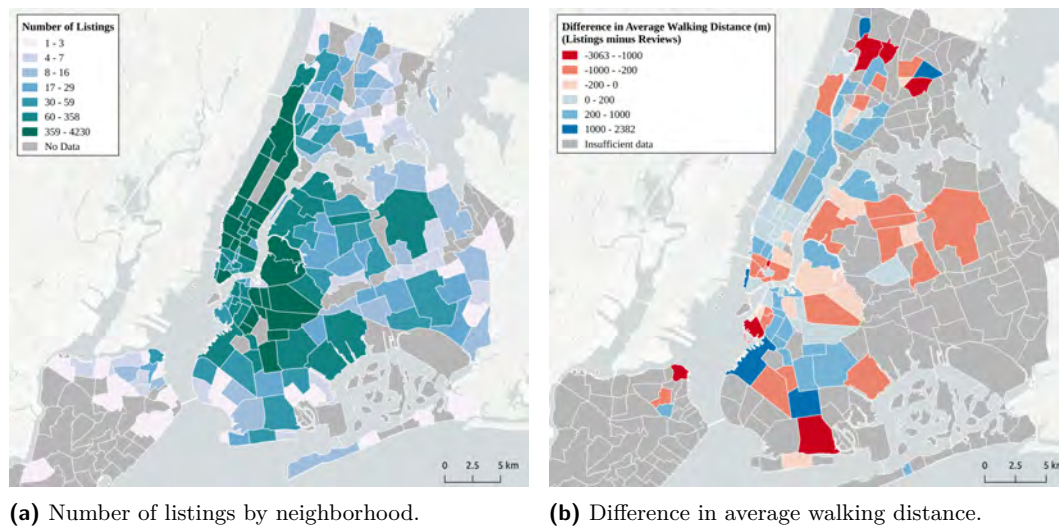 Number of Listings
1 - 3
4 - 7
8 - 16
17 - 29
30 - 59
60 - 358
359 - 4230
No Data
0 2.5 5 km
(a) Number of listings by neighborhood.
Difference in Average Walking Distance (m)
(Listings minus Reviews)
-3063 - -1000
-1000 - -200
-200 - 0
0 - 200
200 - 1000
1000 - 2382
Insufficient data
0 2.5 5 km
(b) Difference in average walking distance.